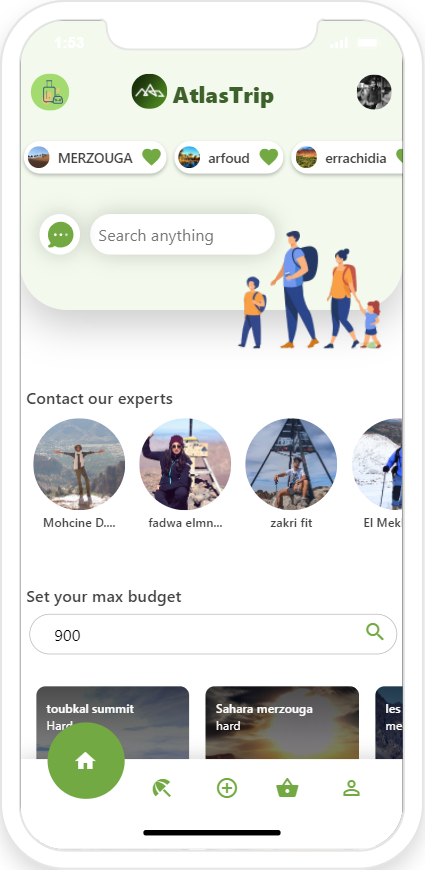 1:53
AtlasTrip
MERZOUGA
arfoud
errachidia
Search anything
Contact our experts
Mohcine D....
fadwa elmn...
zakri fit
El Mek
Set your max budget
900
toubkal summit
Hard
Sahara merzouga
hard
les
me